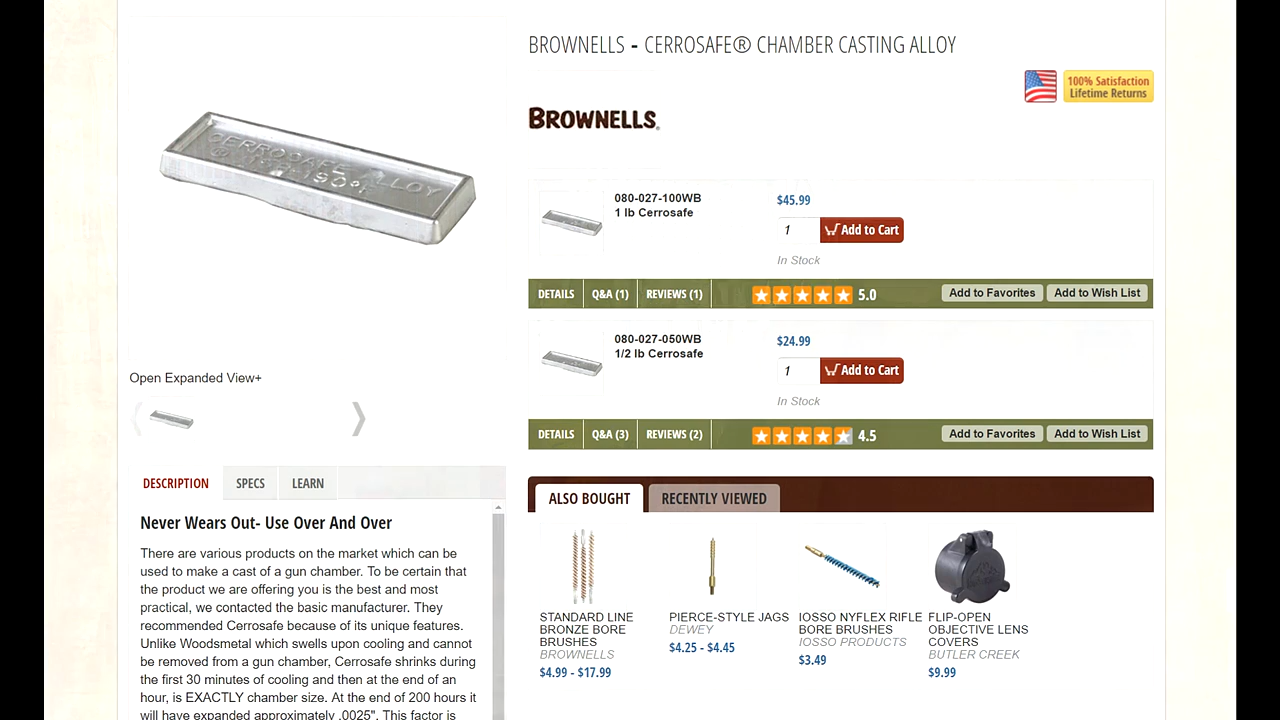 BROWNELLS - CERROSAFE® CHAMBER CASTING ALLOY
100% Satisfaction
Lifetime Returns
BROWNELLS.
CERROSAFE ALLOY
080-027-100WB
1 lb Cerrosafe
$45.99
1
Add to Cart
In Stock
DETAILS
Q&A (1)
REVIEWS (1)
5.0
Add to Favorites
Add to Wish List
080-027-050WB
1/2 lb Cerrosafe
$24.99
1
Add to Cart
In Stock
DETAILS
Q&A (3)
REVIEWS (2)
4.5
Add to Favorites
Add to Wish List
Open Expanded View+
DESCRIPTION
SPECS
LEARN
Never Wears Out- Use Over And Over
There are various products on the market which can be
used to make a cast of a gun chamber. To be certain that
the product we are offering you is the best and most
practical, we contacted the basic manufacturer. They
recommended Cerrosafe because of its unique features.
Unlike Woodsmetal which swells upon cooling and cannot
be removed from a gun chamber, Cerrosafe shrinks during
the first 30 minutes of cooling and then at the end of an
hour, is EXACTLY chamber size. At the end of 200 hours it
will have expanded approximately .0025". This factor is
ALSO BOUGHT
RECENTLY VIEWED
STANDARD LINE
BRONZE BORE
BRUSHES
BROWNELLS
$4.99 - $17.99
PIERCE-STYLE JAGS
DEWEY
$4.25 - $4.45
IOSSO NYFLEX RIFLE
BORE BRUSHES
IOSSO PRODUCTS
$3.49
FLIP-OPEN
OBJECTIVE LENS
COVERS
BUTLER CREEK
$9.99